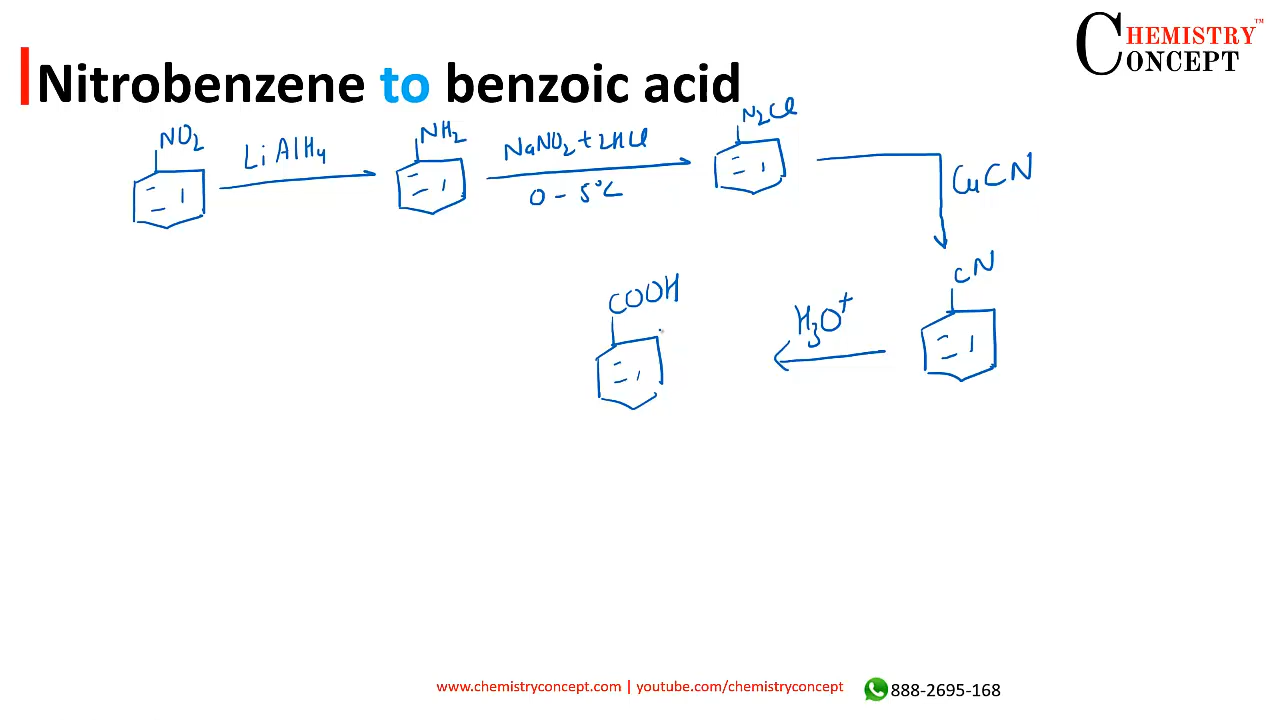 CHEMISTRY CONCEPT™
Nitrobenzene to benzoic acid
NO2
LiAlH4
NH2
NaNO2 + 2HCl
0 - 5°C
N2Cl
CuCN
CN
H3O+
COOH
www.chemistryconcept.com | youtube.com/chemistryconcept
888-2695-168